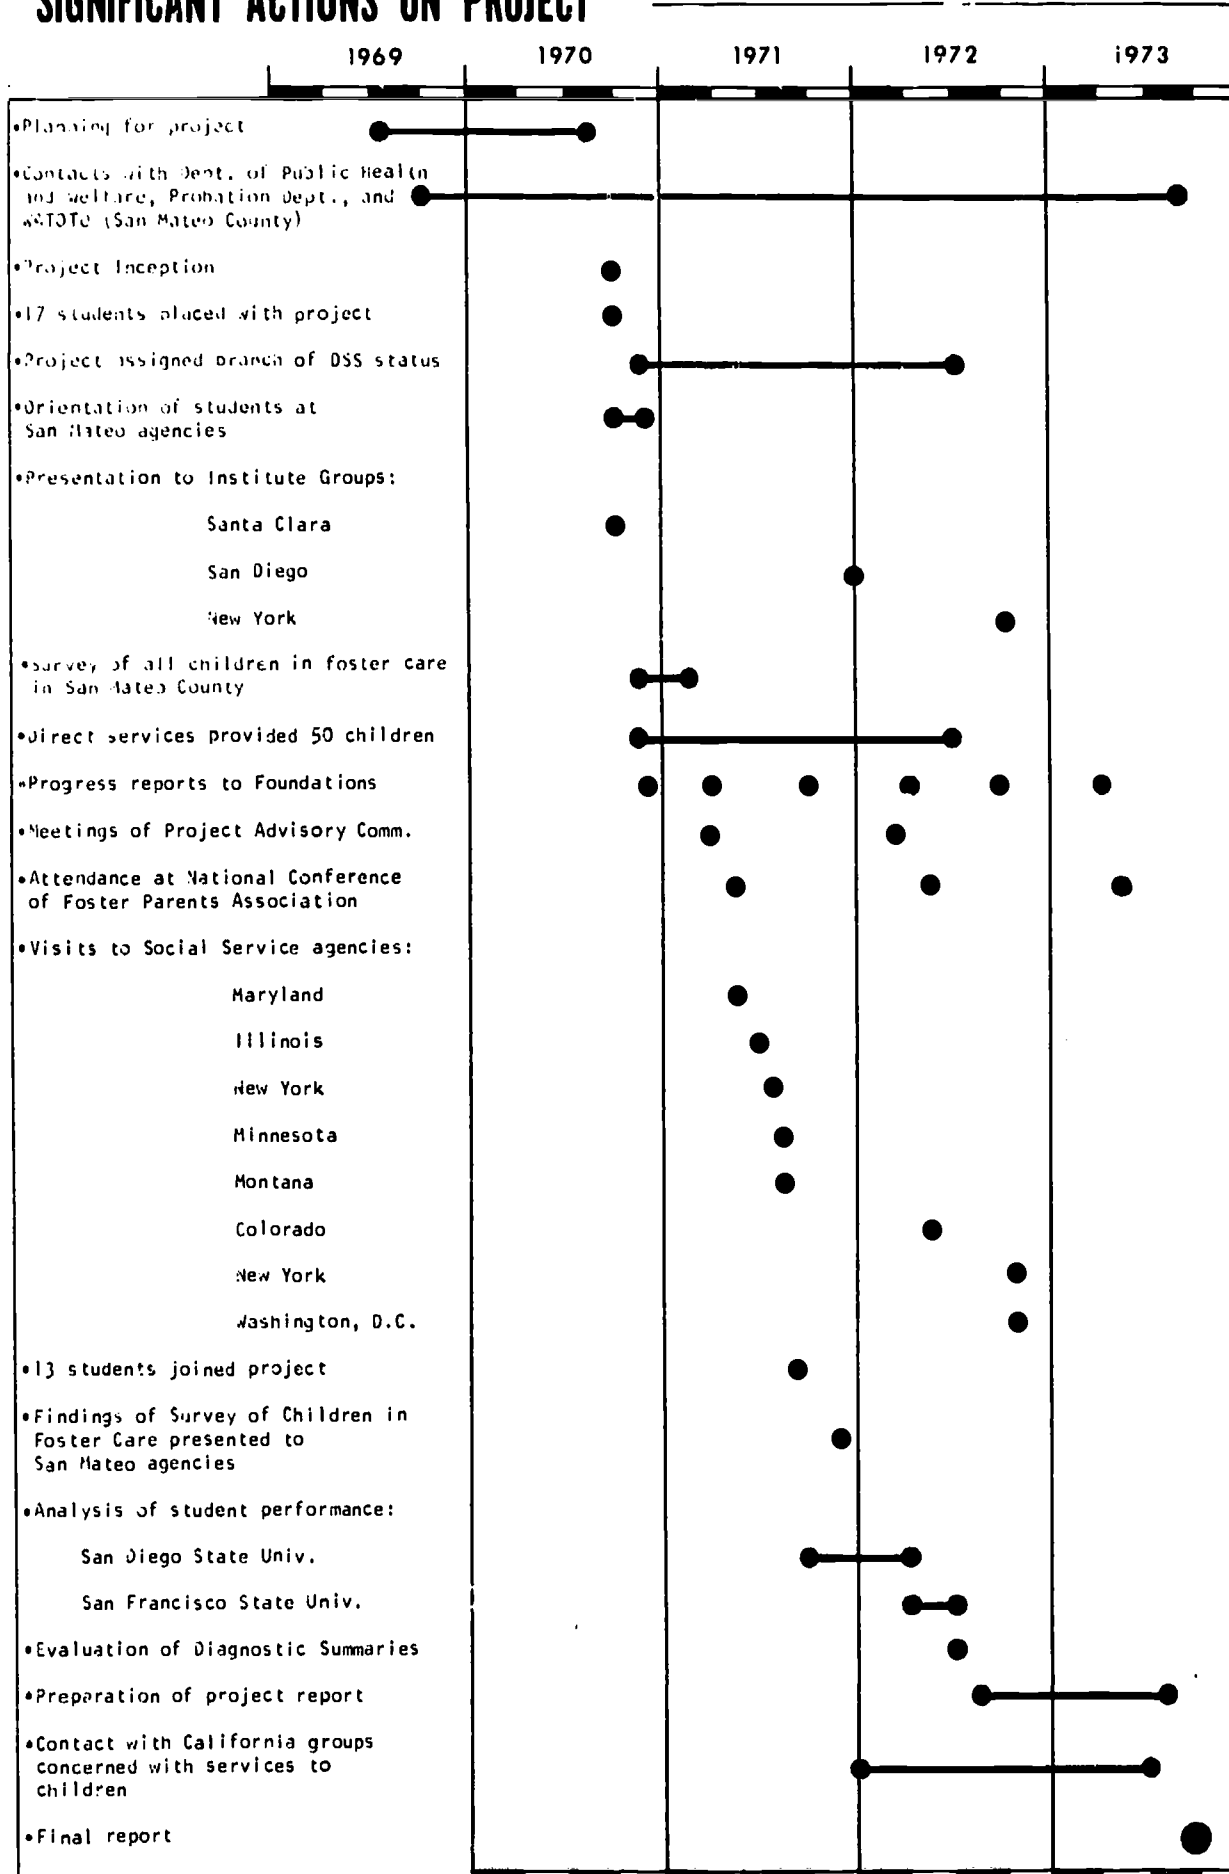 SIGNIFICANT ACTIONS ON PROJECT
1969 1970 1971 1972 1973
•Planning for project
•Contacts with Dept. of Public Health
and Welfare, Probation Dept., and
(San Mateo County)
•Project Inception
•17 students placed with project
•Project assigned branch of DSS status
•Orientation of students at
San Mateo agencies
•Presentation to Institute Groups:
Santa Clara
San Diego
New York
•Survey of all children in foster care
in San Mateo County
•Direct services provided 50 children
•Progress reports to Foundations
•Meetings of Project Advisory Comm.
•Attendance at National Conference
of Foster Parents Association
•Visits to Social Service agencies:
Maryland
Illinois
New York
Minnesota
Montana
Colorado
New York
Washington, D.C.
•13 students joined project
•Findings of Survey of Children in
Foster Care presented to
San Mateo agencies
•Analysis of student performance:
San Diego State Univ.
San Francisco State Univ.
•Evaluation of Diagnostic Summaries
•Preparation of project report
•Contact with California groups
concerned with services to
children
•Final report